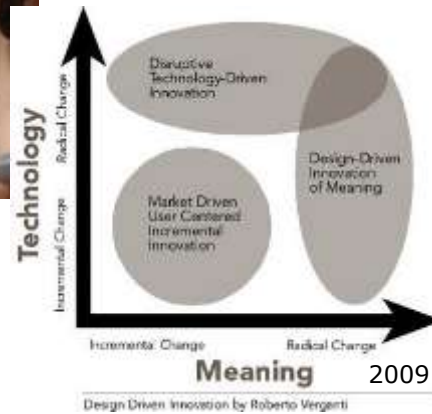 Disruptive
Technology-Driven
Innovation
Design-Driven
Innovation
of Meaning
Market Driven
User Centered
Incremental
Innovation
Technology
Radical Change
Incremental Change
Incremental Change
Radical Change
Meaning
2009
Design Driven Innovation by Roberto Verganti